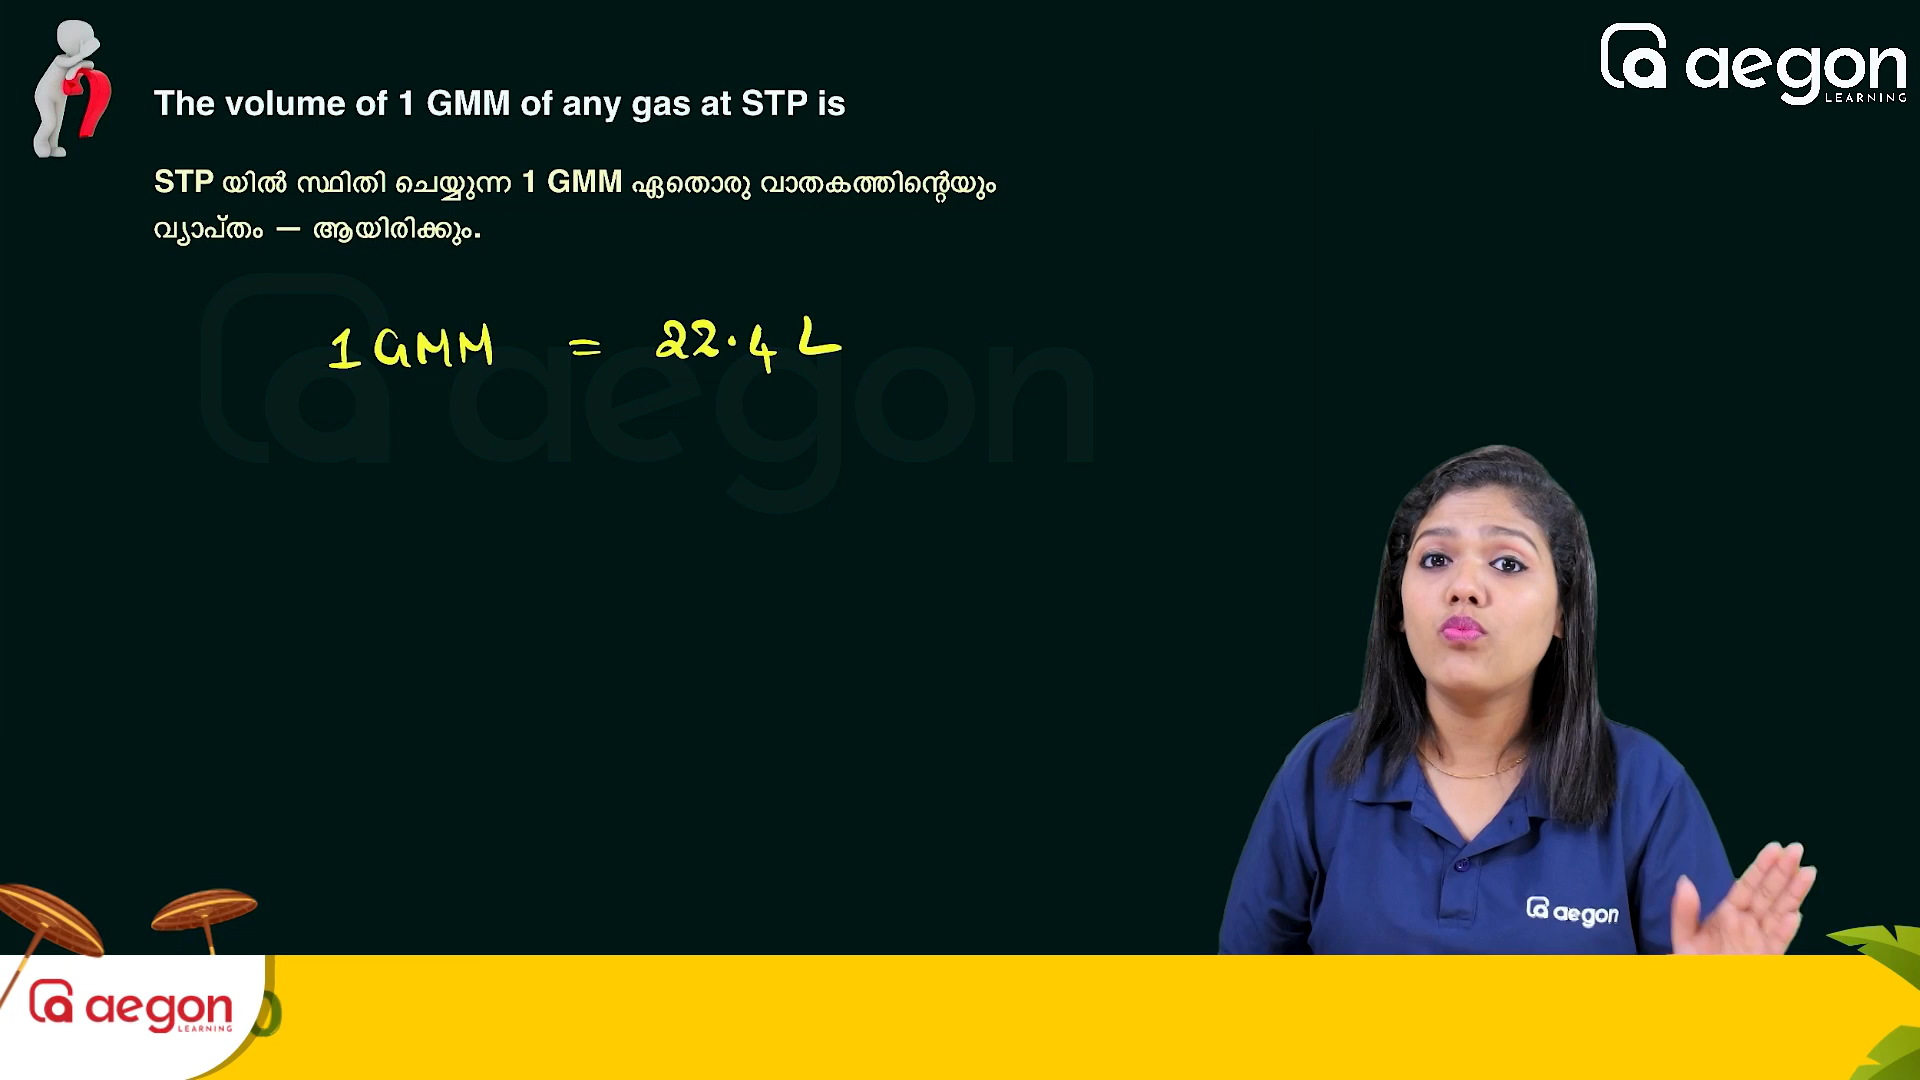 aegon
LEARNING
The volume of 1 GMM of any gas at STP is
STP യിൽ സ്ഥിതി ചെയ്യുന്ന 1 GMM ഏതൊരു വാതകത്തിന്റെയും
വ്യാപ്തം — ആയിരിക്കും.
aegon
1 GMM = 22.4 L
aegon
aegon
LEARNING